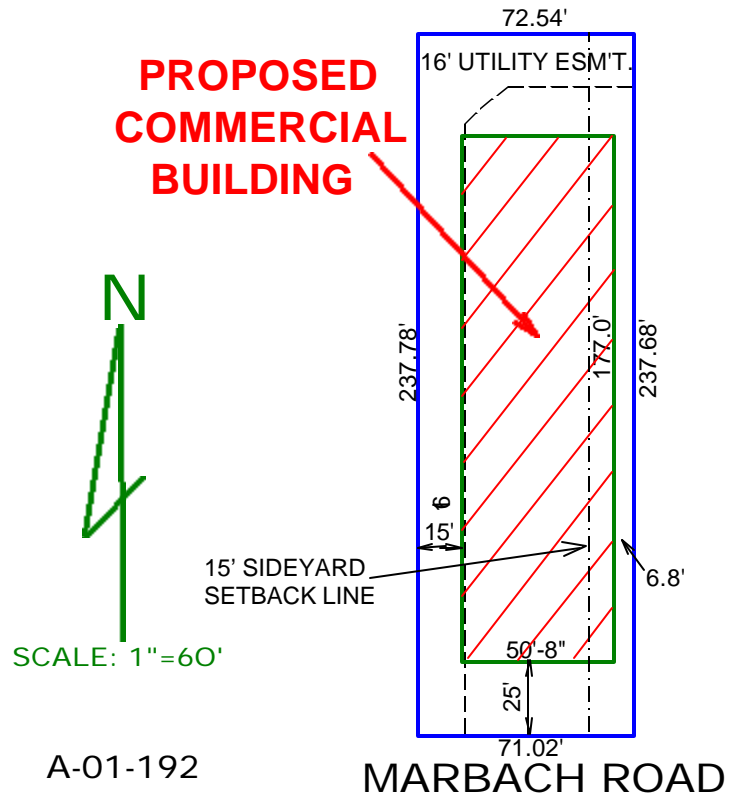 72.54'
16' UTILITY ESM'T.
PROPOSED
COMMERCIAL
BUILDING
N
237.78'
177.0'
237.68'
15'
15' SIDEYARD
SETBACK LINE
6.8'
SCALE: 1"=60'
50'-8"
25'
71.02'
A-01-192
MARBACH ROAD